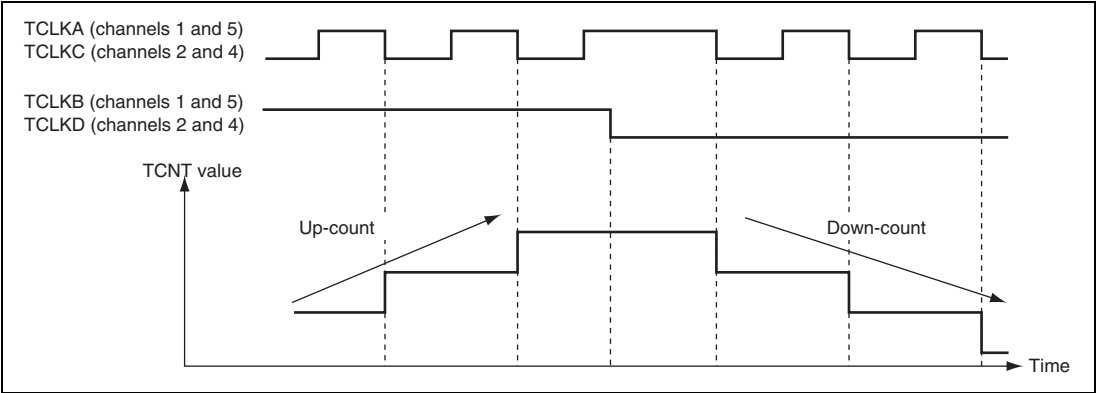 TCLKA (channels 1 and 5)
TCLKC (channels 2 and 4)
TCLKB (channels 1 and 5)
TCLKD (channels 2 and 4)
TCNT value
Up-count
Down-count
Time